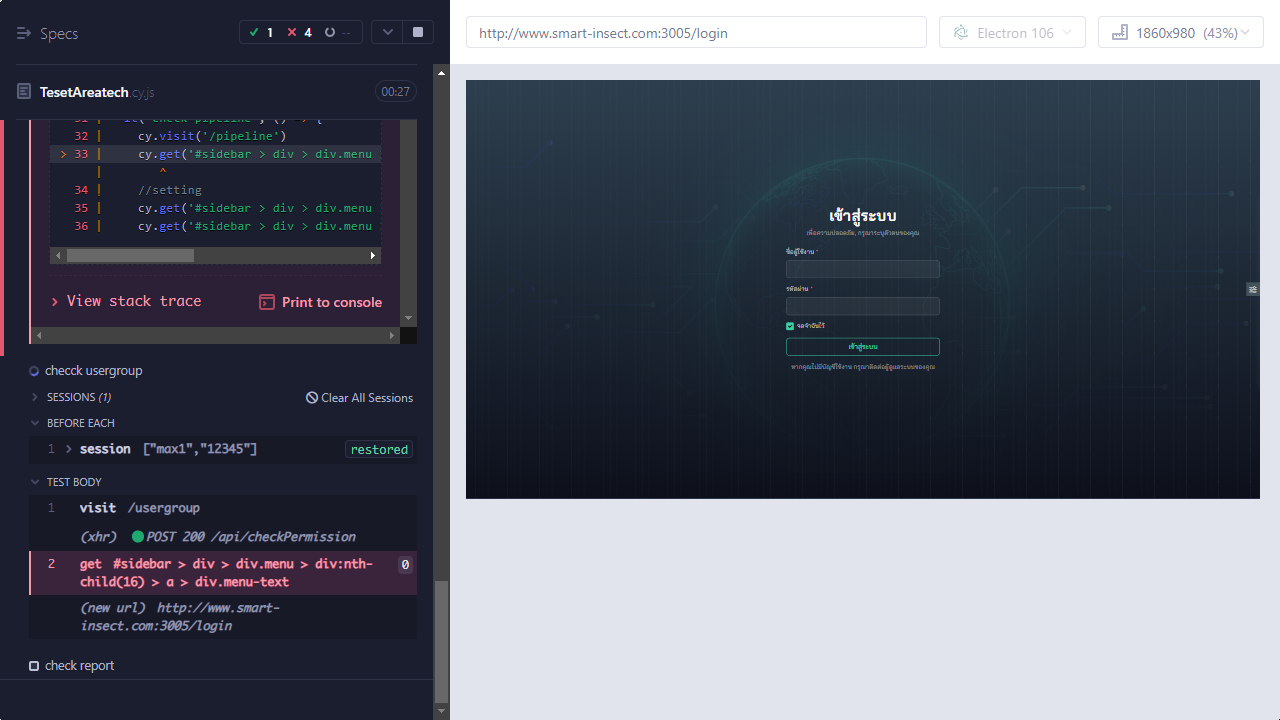 Specs
1 4 --
TesetAreatech.cy.js 00:27
32 | cy.visit('/pipeline')
> 33 | cy.get('#sidebar > div > div.menu
| ^
34 | //setting
35 | cy.get('#sidebar > div > div.menu
36 | cy.get('#sidebar > div > div.menu
View stack trace
Print to console
checck usergroup
SESSIONS (1)
Clear All Sessions
BEFORE EACH
1 session ["max1","12345"] restored
TEST BODY
1 visit /usergroup
(xhr) POST 200 /api/checkPermission
2 get #sidebar > div > div.menu > div:nth-
child(16) > a > div.menu-text 0
(new url) http://www.smart-
insect.com:3005/login
check report
http://www.smart-insect.com:3005/login
Electron 106
1860x980 (43%)
เข้าสู่ระบบ
เพื่อความปลอดภัย, กรุณาระบุตัวตนของคุณ
ชื่อผู้ใช้งาน *
รหัสผ่าน *
จดจำฉันไว้
เข้าสู่ระบบ
หากคุณไม่มีบัญชีใช้งาน กรุณาติดต่อผู้ดูแลระบบของคุณ